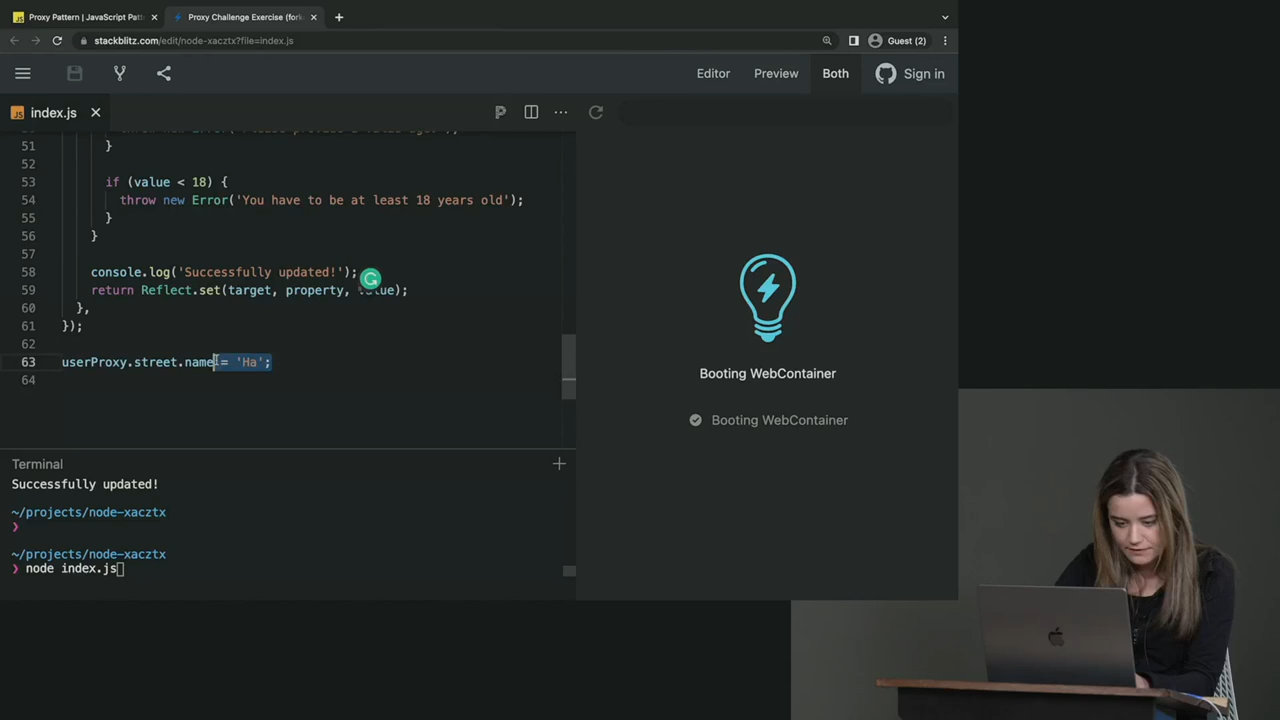 JS Proxy Pattern | JavaScript Patt
Proxy Challenge Exercise (fork
stackblitz.com/edit/node-xacztx?file=index.js
Guest (2)
Editor
Preview
Both
Sign in
JS index.js
51 }
52
53 if (value < 18) {
54 throw new Error('You have to be at least 18 years old');
55 }
56 }
57
58 console.log('Successfully updated!');
59 return Reflect.set(target, property, value);
60 },
61 });
62
63 userProxy.street.name = 'Ha';
64
Booting WebContainer
Booting WebContainer
Terminal
Successfully updated!
~/projects/node-xacztx
❯
~/projects/node-xacztx
❯ node index.js